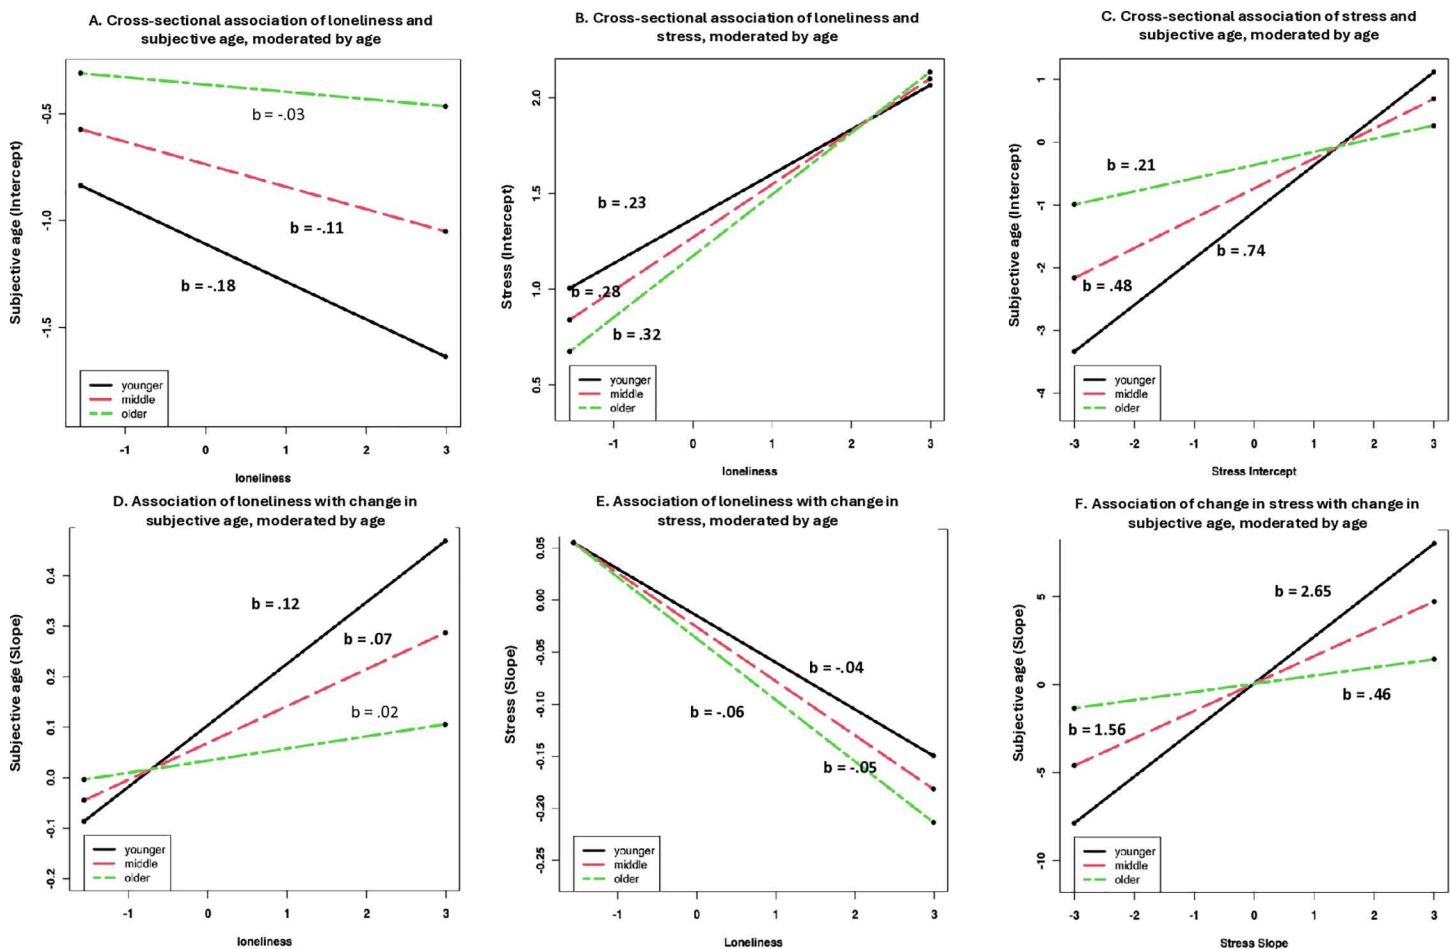 A. Cross-sectional association of loneliness and
subjective age, moderated by age
Subjective age (Intercept)
-0.5
-1.0
-1.5
b = -.03
b = -.11
b = -.18
younger
middle
older
-1 0 1 2 3
loneliness
B. Cross-sectional association of loneliness and
stress, moderated by age
Stress (Intercept)
2.0
1.5
1.0
0.5
b = .23
b = .28
b = .32
younger
middle
older
-1 0 1 2 3
loneliness
C. Cross-sectional association of stress and
subjective age, moderated by age
Subjective age (Intercept)
1
0
-1
-2
-3
-4
b = .21
b = .74
b = .48
younger
middle
older
-3 -2 -1 0 1 2 3
Stress Intercept
D. Association of loneliness with change in
subjective age, moderated by age
Subjective age (Slope)
0.4
0.3
0.2
0.1
0.0
-0.1
-0.2
b = .12
b = .07
b = .02
younger
middle
older
-1 0 1 2 3
loneliness
E. Association of loneliness with change in
stress, moderated by age
Stress (Slope)
0.05
0.00
-0.05
-0.10
-0.15
-0.20
-0.25
b = -.04
b = -.06
b = -.05
younger
middle
older
-1 0 1 2 3
Loneliness
F. Association of change in stress with change in
subjective age, moderated by age
Subjective age (Slope)
5
0
-5
-10
b = 2.65
b = .46
b = 1.56
younger
middle
older
-3 -2 -1 0 1 2 3
Stress Slope